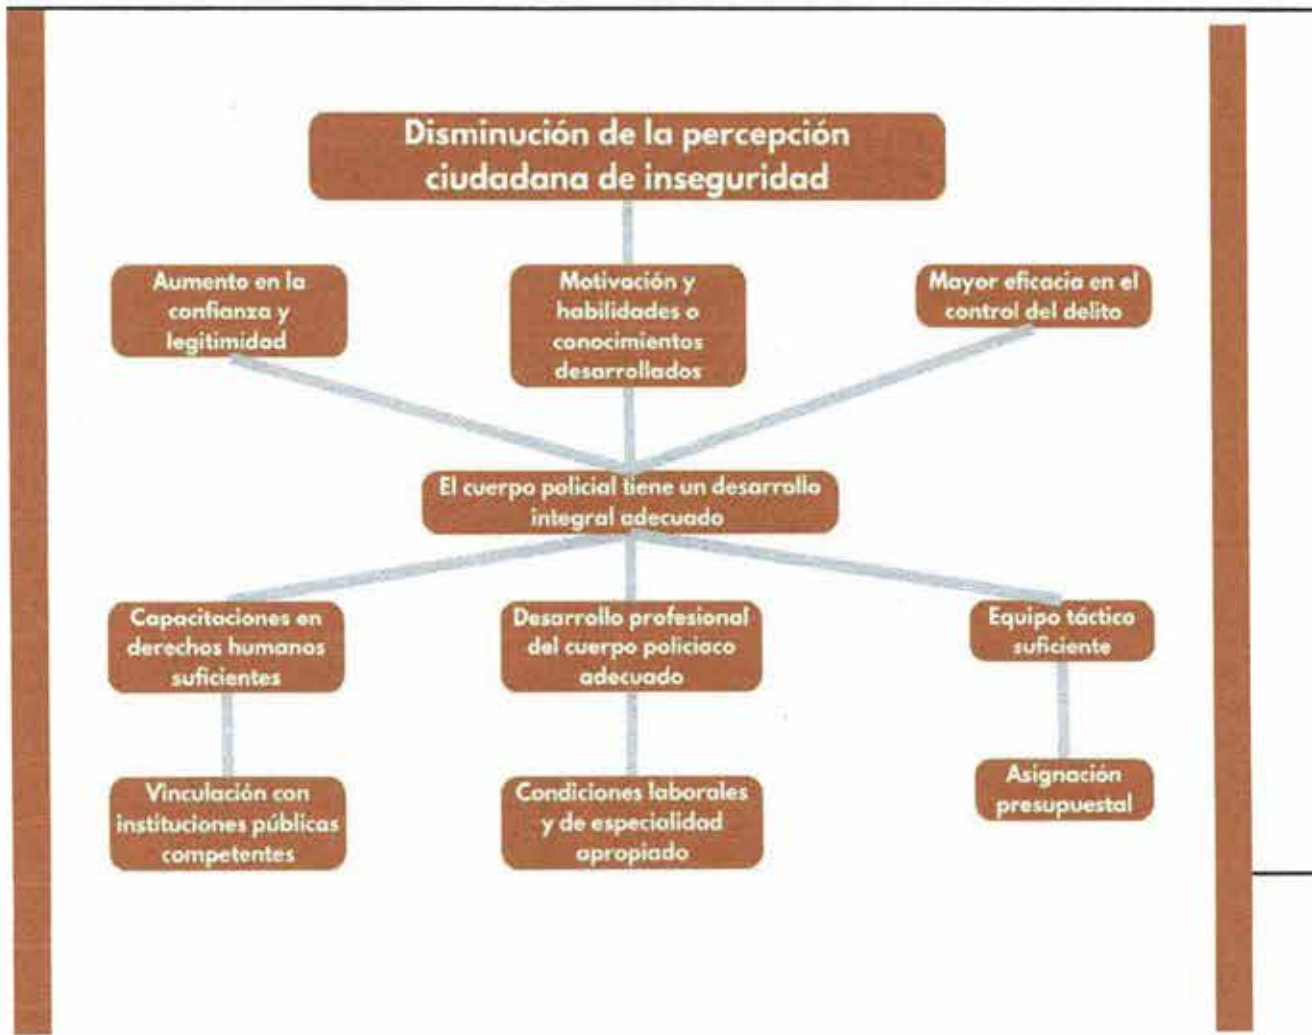 Disminución de la percepción
ciudadana de inseguridad
Aumento en la
confianza y
legitimidad
Motivación y
habilidades o
conocimientos
desarrollados
Mayor eficacia en el
control del delito
El cuerpo policial tiene un desarrollo
integral adecuado
Capacitaciones en
derechos humanos
suficientes
Desarrollo profesional
del cuerpo policiaco
adecuado
Equipo táctico
suficiente
Vinculación con
instituciones públicas
competentes
Condiciones laborales
y de especialidad
apropiado
Asignación
presupuestal